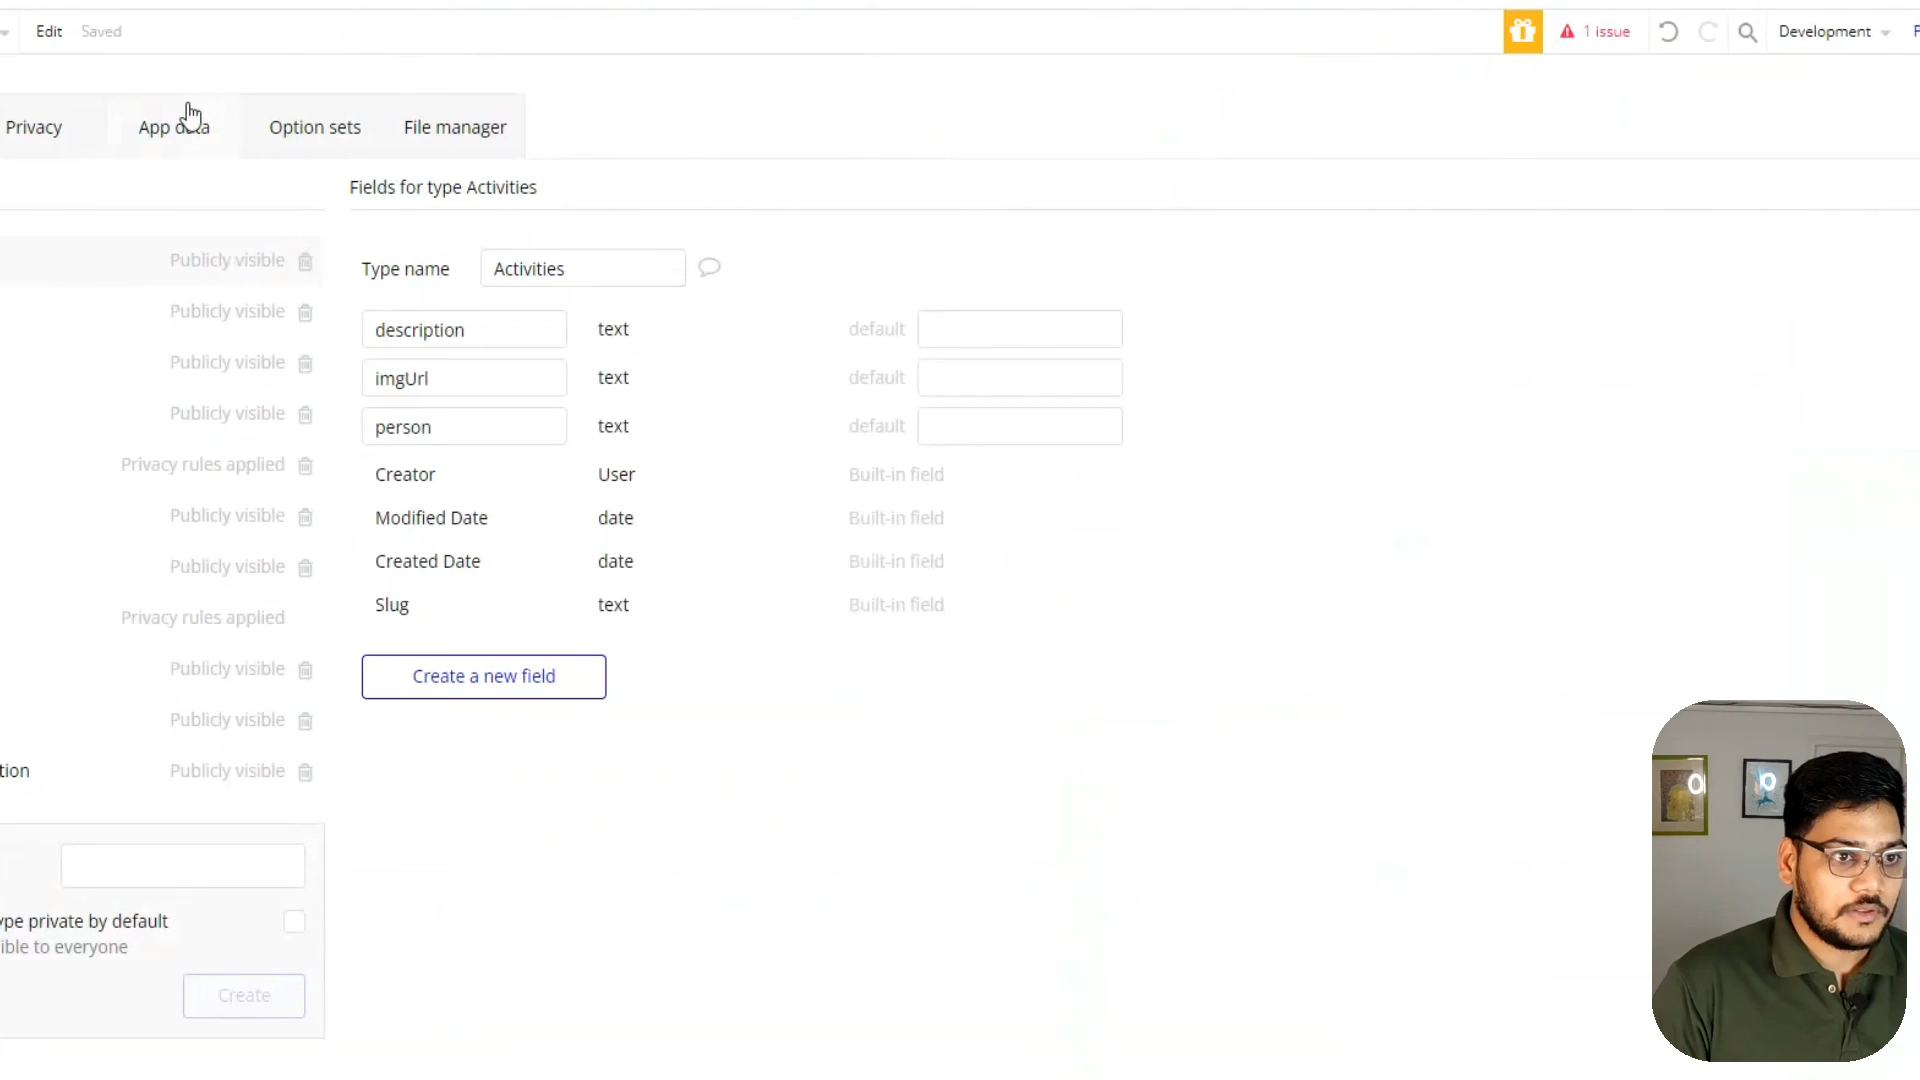 Edit Saved 1 issue Development
Privacy App data Option sets File manager
Fields for type Activities
Publicly visible
Publicly visible
Publicly visible
Publicly visible
Privacy rules applied
Publicly visible
Publicly visible
Privacy rules applied
Publicly visible
Publicly visible
tion Publicly visible
ype private by default
ible to everyone
Create
Type name Activities
description text default
imgUrl text default
person text default
Creator User Built-in field
Modified Date date Built-in field
Created Date date Built-in field
Slug text Built-in field
Create a new field